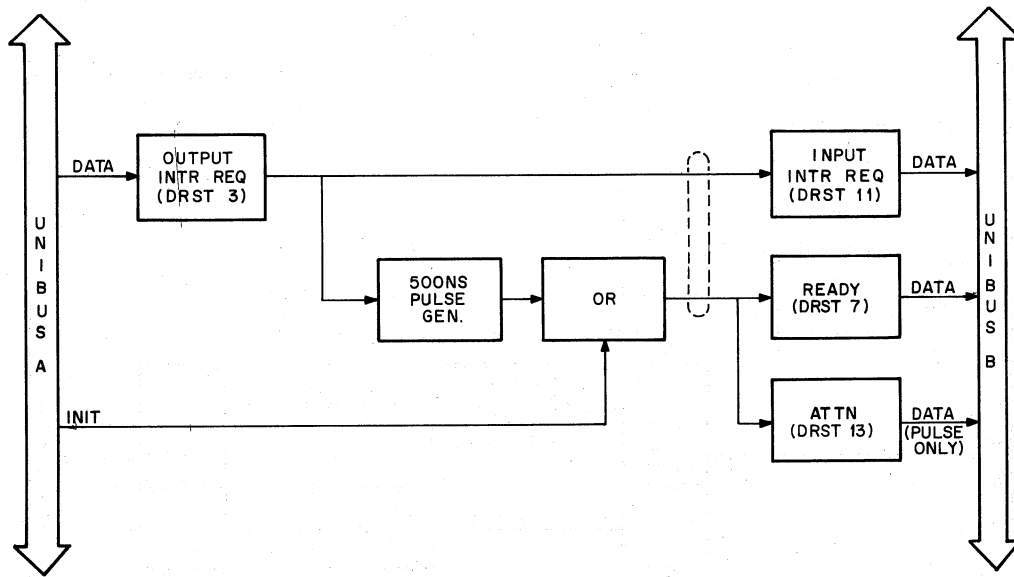 UNIBUS A
DATA
OUTPUT
INTR REQ
(DRST 3)
INPUT
INTR REQ
(DRST 11)
DATA
500NS
PULSE
GEN.
OR
READY
(DRST 7)
DATA
INIT
ATTN
(DRST 13)
DATA
(PULSE
ONLY)
UNIBUS B